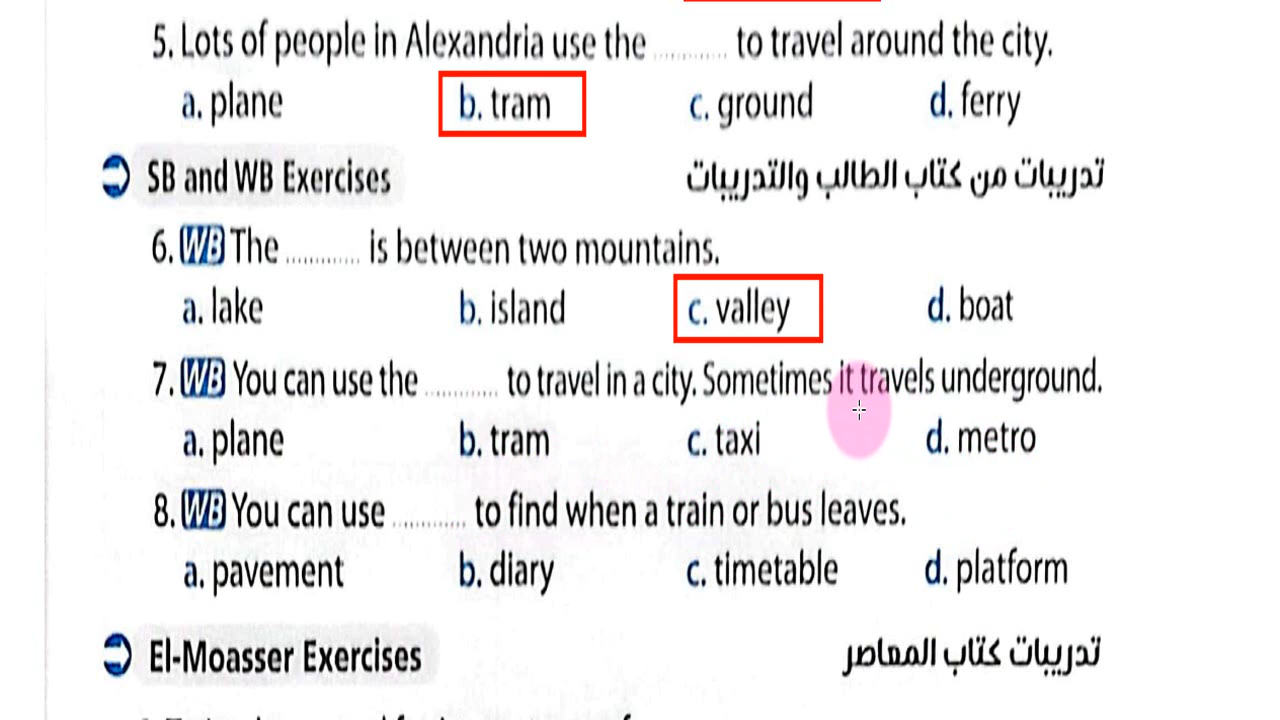 5. Lots of people in Alexandria use the ............ to travel around the city.
a. plane b. tram c. ground d. ferry
SB and WB Exercises تدريبات من كتاب الطالب والتدريبات
6. WB The ............ is between two mountains.
a. lake b. island c. valley d. boat
7. WB You can use the ............ to travel in a city. Sometimes it travels underground.
a. plane b. tram c. taxi d. metro
8. WB You can use ............ to find when a train or bus leaves.
a. pavement b. diary c. timetable d. platform
El-Moasser Exercises تدريبات كتاب المعاصر